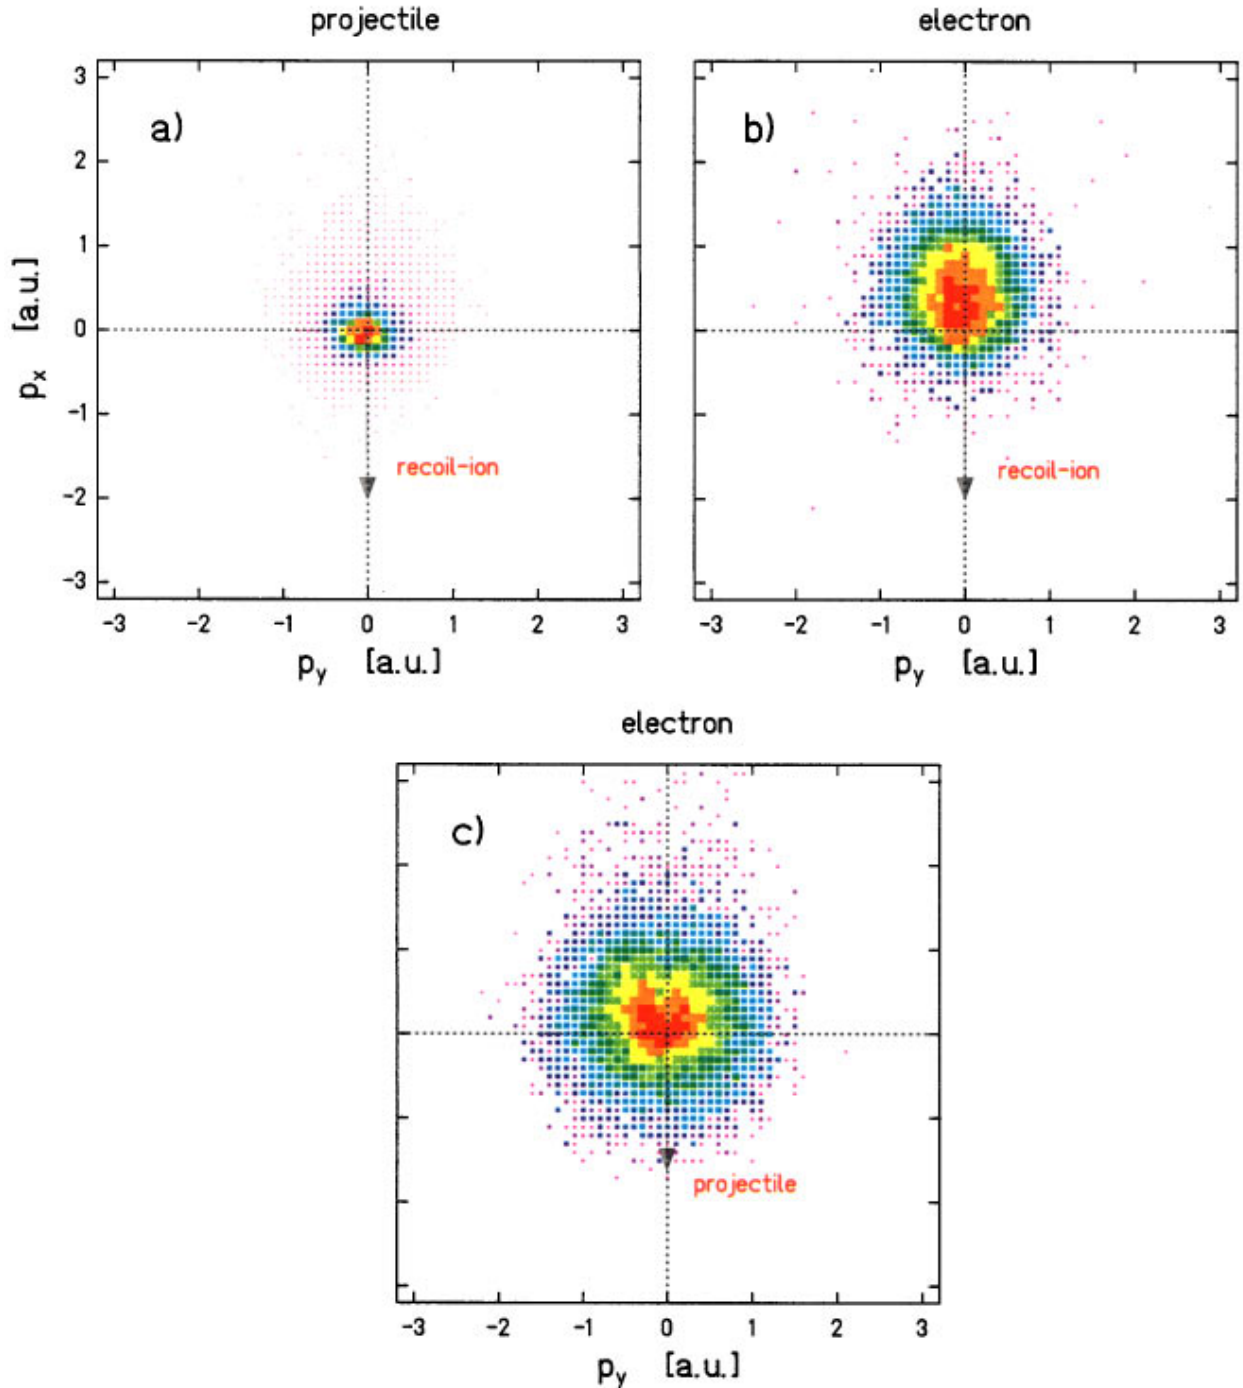 projectile
electron
a)
b)
3
2
1
0
-1
-2
-3
p_x [a.u.]
recoil-ion
recoil-ion
-3 -2 -1 0 1 2 3
-3 -2 -1 0 1 2 3
p_y [a.u.]
p_y [a.u.]
electron
c)
projectile
-3 -2 -1 0 1 2 3
p_y [a.u.]